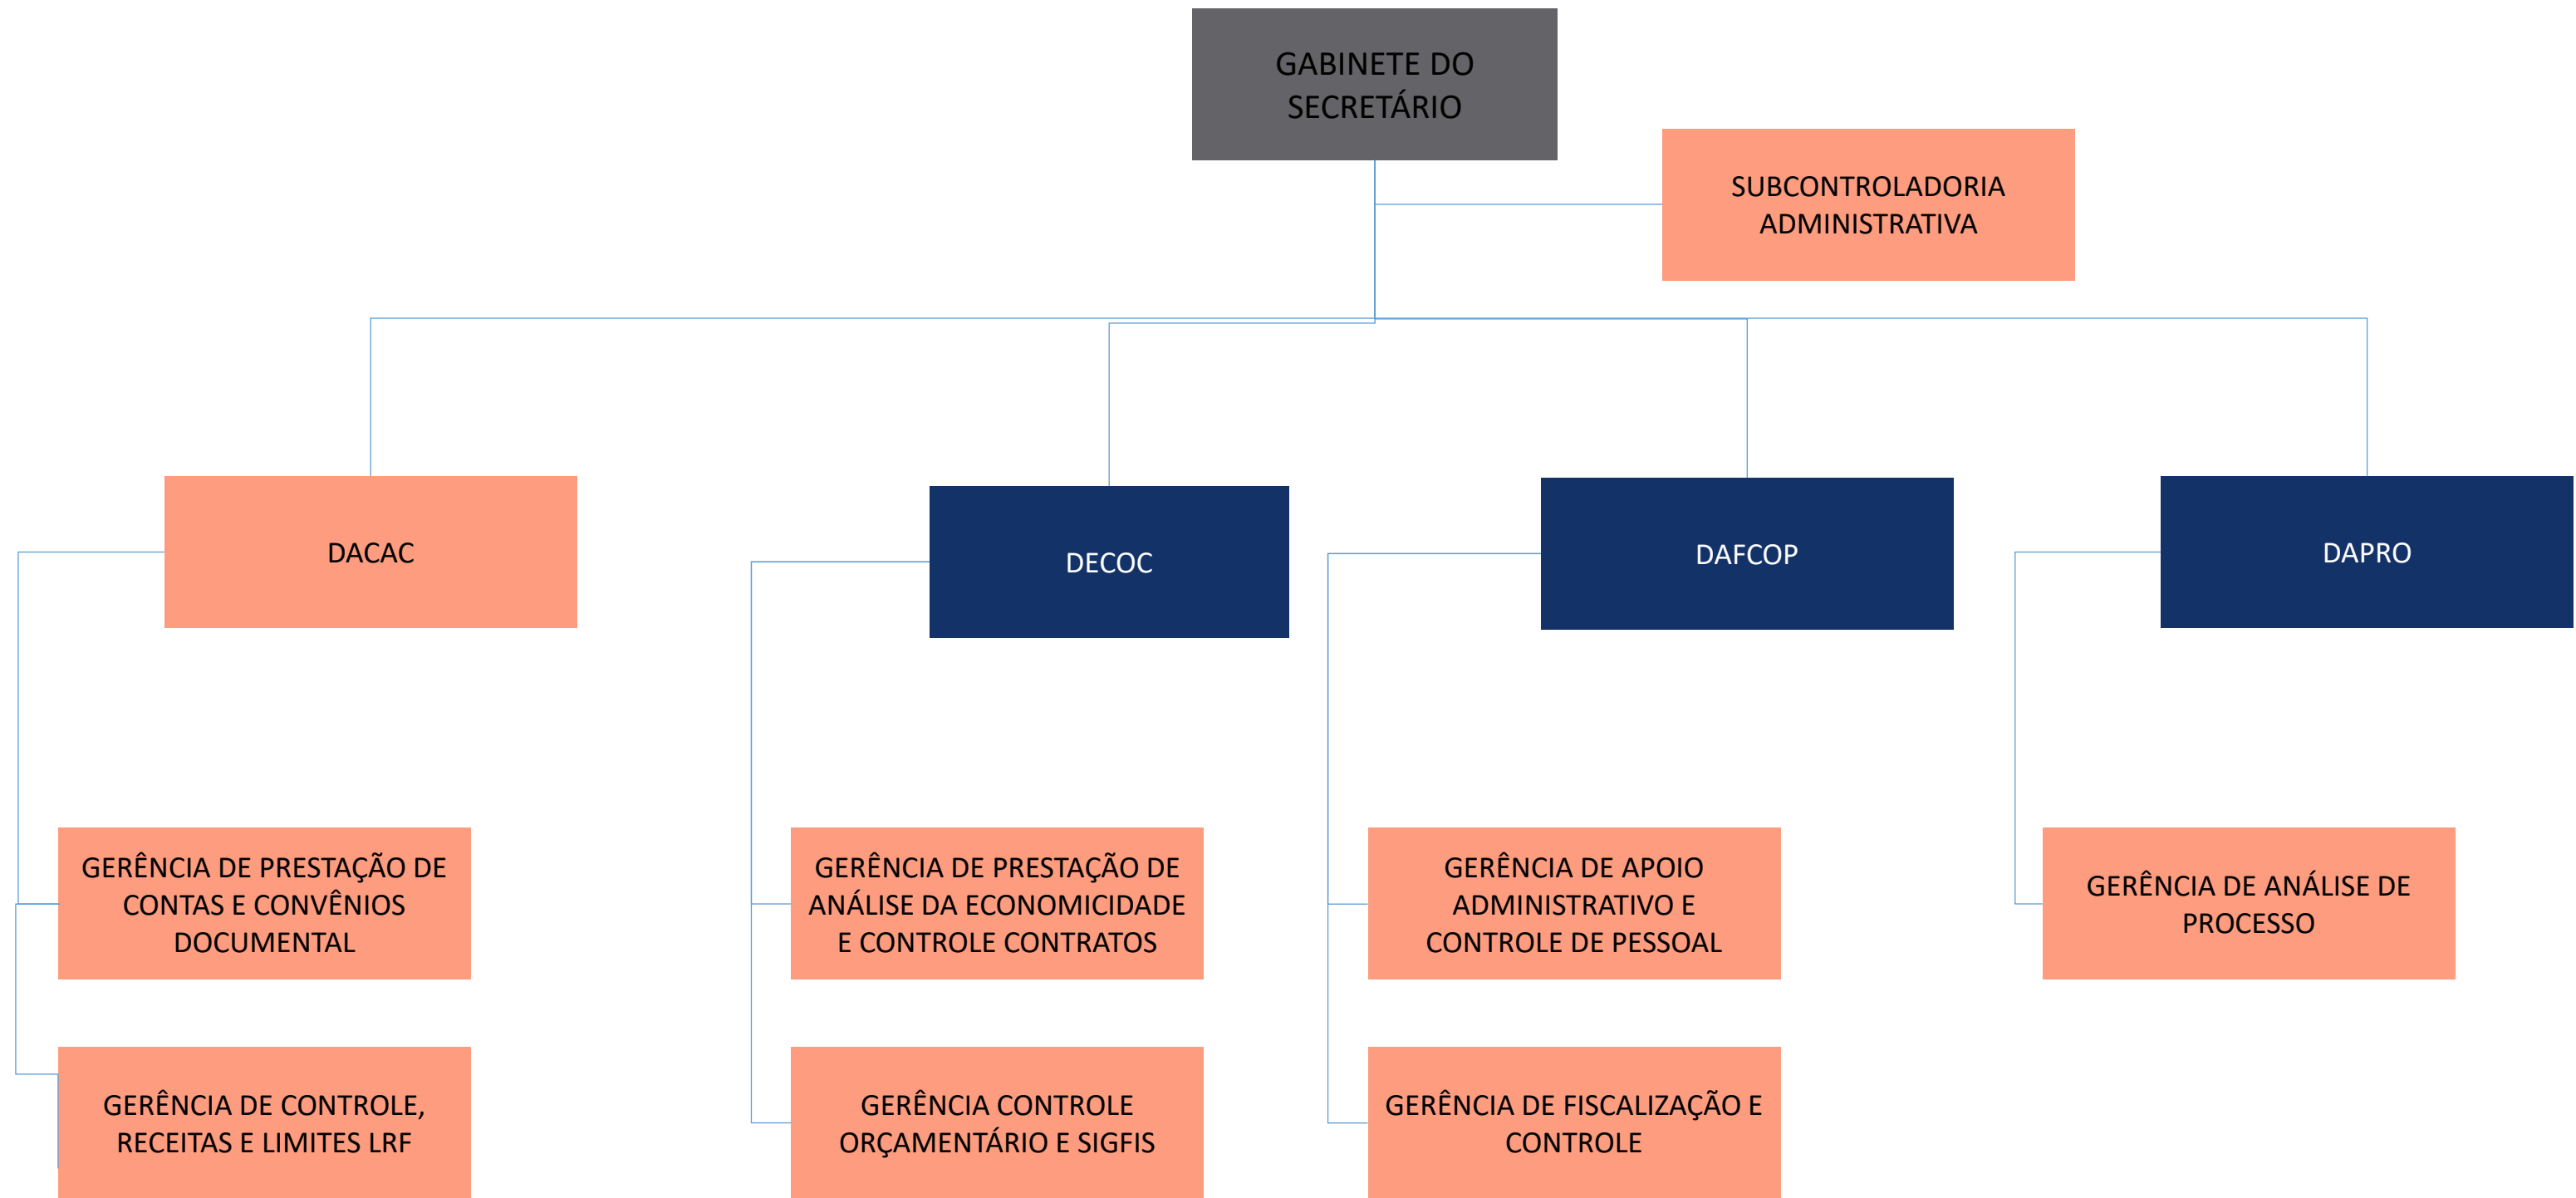 GABINETE DO
SECRETÁRIO
SUBCONTROLADORIA
ADMINISTRATIVA
DACAC
DECOC
DAFCOP
DAPRO
GERÊNCIA DE PRESTAÇÃO DE
CONTAS E CONVÊNIOS
DOCUMENTAL
GERÊNCIA DE PRESTAÇÃO DE
ANÁLISE DA ECONOMICIDADE
E CONTROLE CONTRATOS
GERÊNCIA DE APOIO
ADMINISTRATIVO E
CONTROLE DE PESSOAL
GERÊNCIA DE ANÁLISE DE
PROCESSO
GERÊNCIA DE CONTROLE,
RECEITAS E LIMITES LRF
GERÊNCIA CONTROLE
ORÇAMENTÁRIO E SIGFIS
GERÊNCIA DE FISCALIZAÇÃO E
CONTROLE